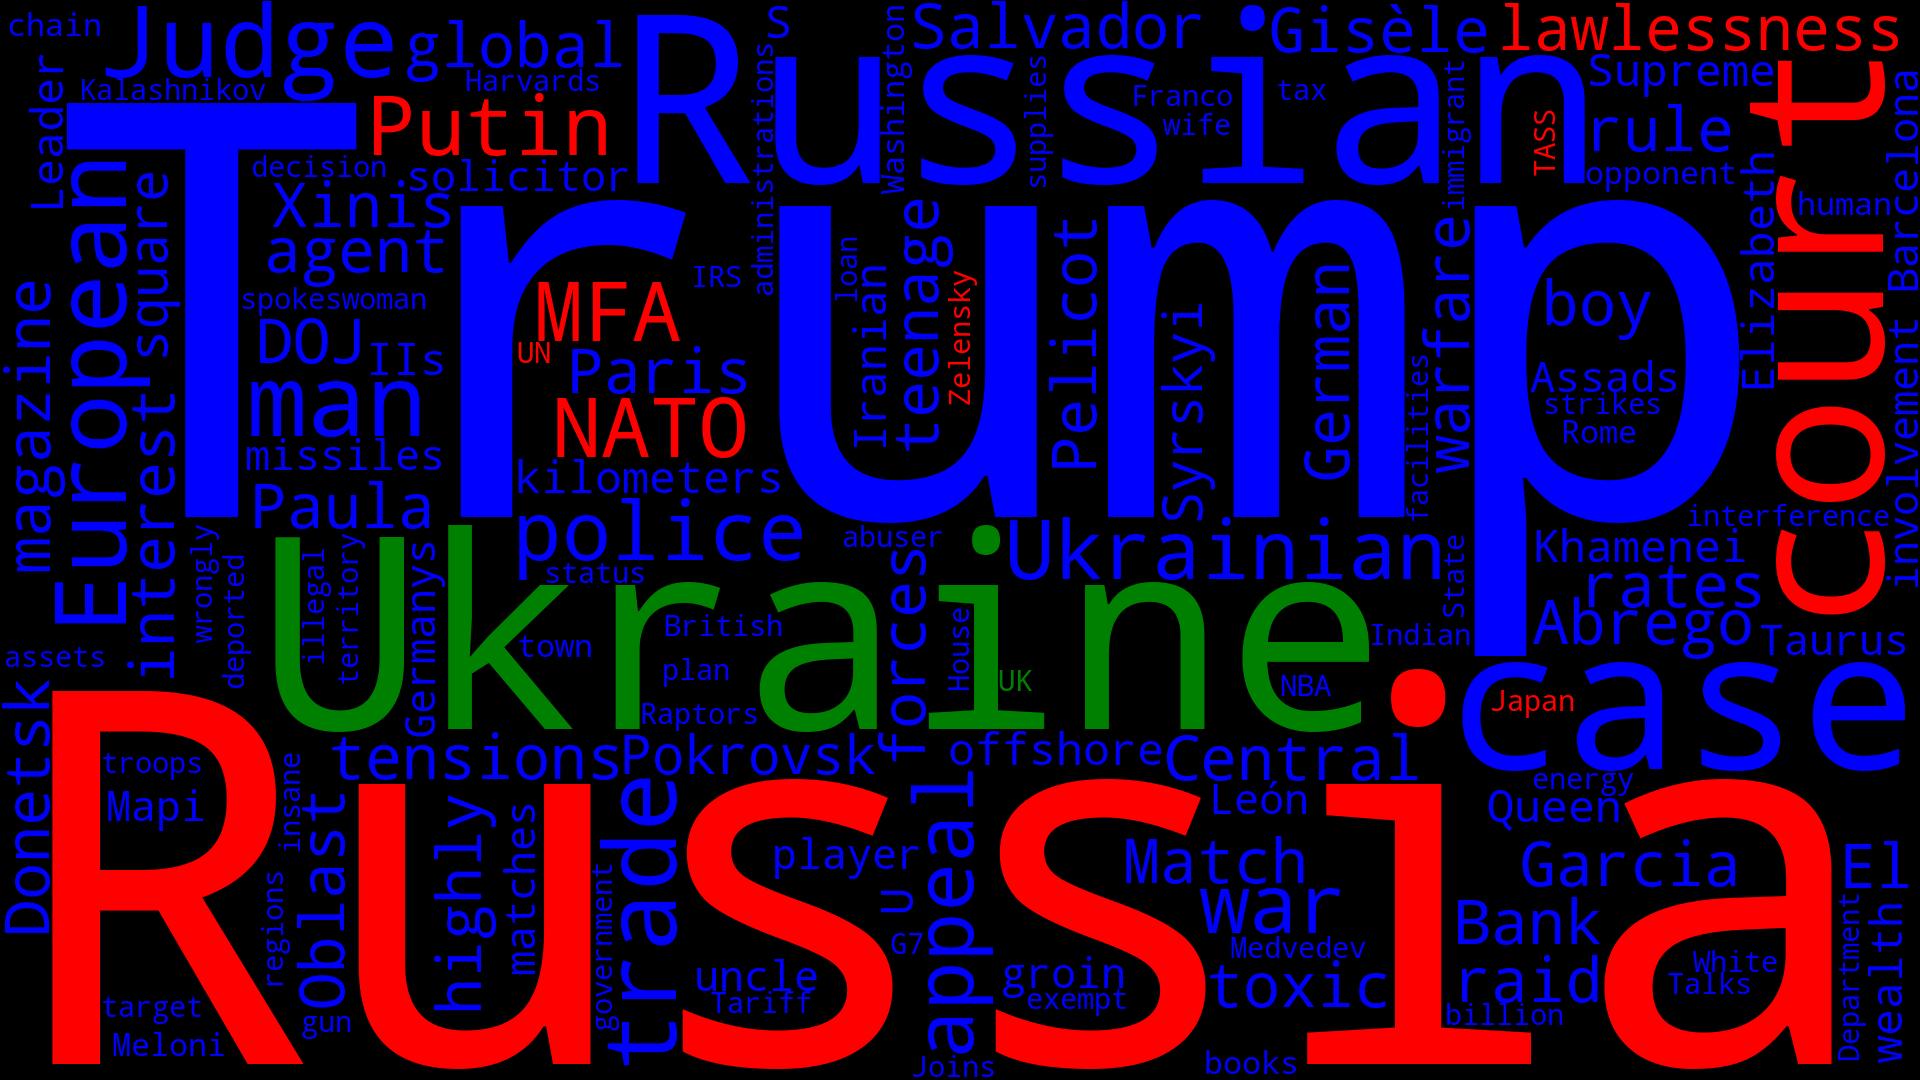 chain
Judge
global
S
Salvador
Gisèle
lawlessness
Leader
Kalashnikov
Harvards
Russian
administrations
Washington
supplies
Franco
wife
tax
immigrant
TASS
Supreme
rule
opponent
court
Barcelona
Putin
Trump
European
square
decision
solicitor
Xinis
agent
spokeswoman
DOJ
IIs
man
missiles
Paula
MFA
UN
Paris
NATO
kilometers
police
status
IRS
loan
Iranian
teenage
Zelensky
Pelicot
Syrskyi
German
facilities
Warfare
boy
Assads
strikes
Rome
Elizabeth
human
magazine
interest
involvement
interference
Khamenei
rates
Abrego
Taurus
abuser
Ukrainian
State
Indian
wrongly
deported
illegal
territory
Germanys
Ukraine
town
British
plan
Raptors
forces
House
UK
NBA
Japan
case
assets
Donetsk
Russia
troops
Mapi
insane
tensions
Pokrovsk
offshore
Central
León
energy
Queen
regions
Oblast
highly
matches
government
trade
player
U
G7
appeal
Match
war
Medvedev
toxic
groin
exempt
uncle
Tariff
Garcia
El
Bank
raid
billion
White
Talks
Department
wealth
target
Meloni
gun
Joins
books